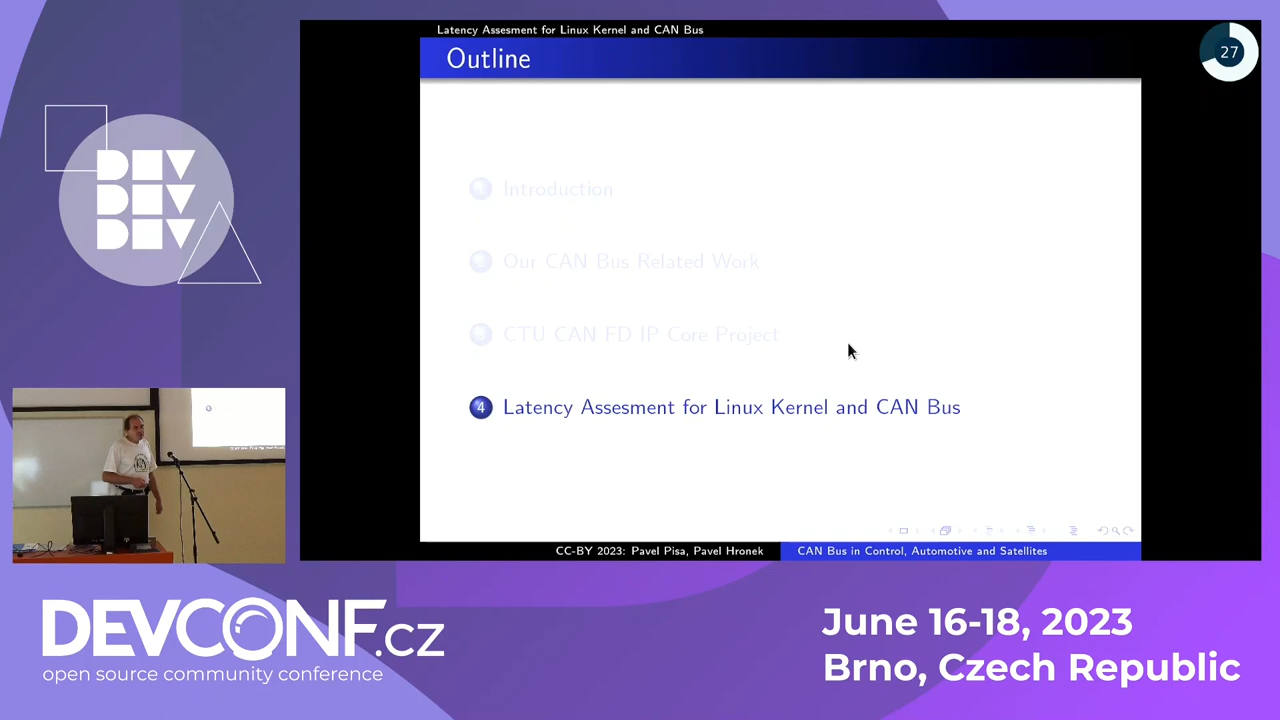 Latency Assesment for Linux Kernel and CAN Bus
Outline
27
1 Introduction
2 Our CAN Bus Related Work
3 CTU CAN FD IP Core Project
4 Latency Assesment for Linux Kernel and CAN Bus
CC-BY 2023: Pavel Pisa, Pavel Hronek
CAN Bus in Control, Automotive and Satellites
DEV
DEV
DEV
DEVCONF.cz
open source community conference
June 16-18, 2023
Brno, Czech Republic